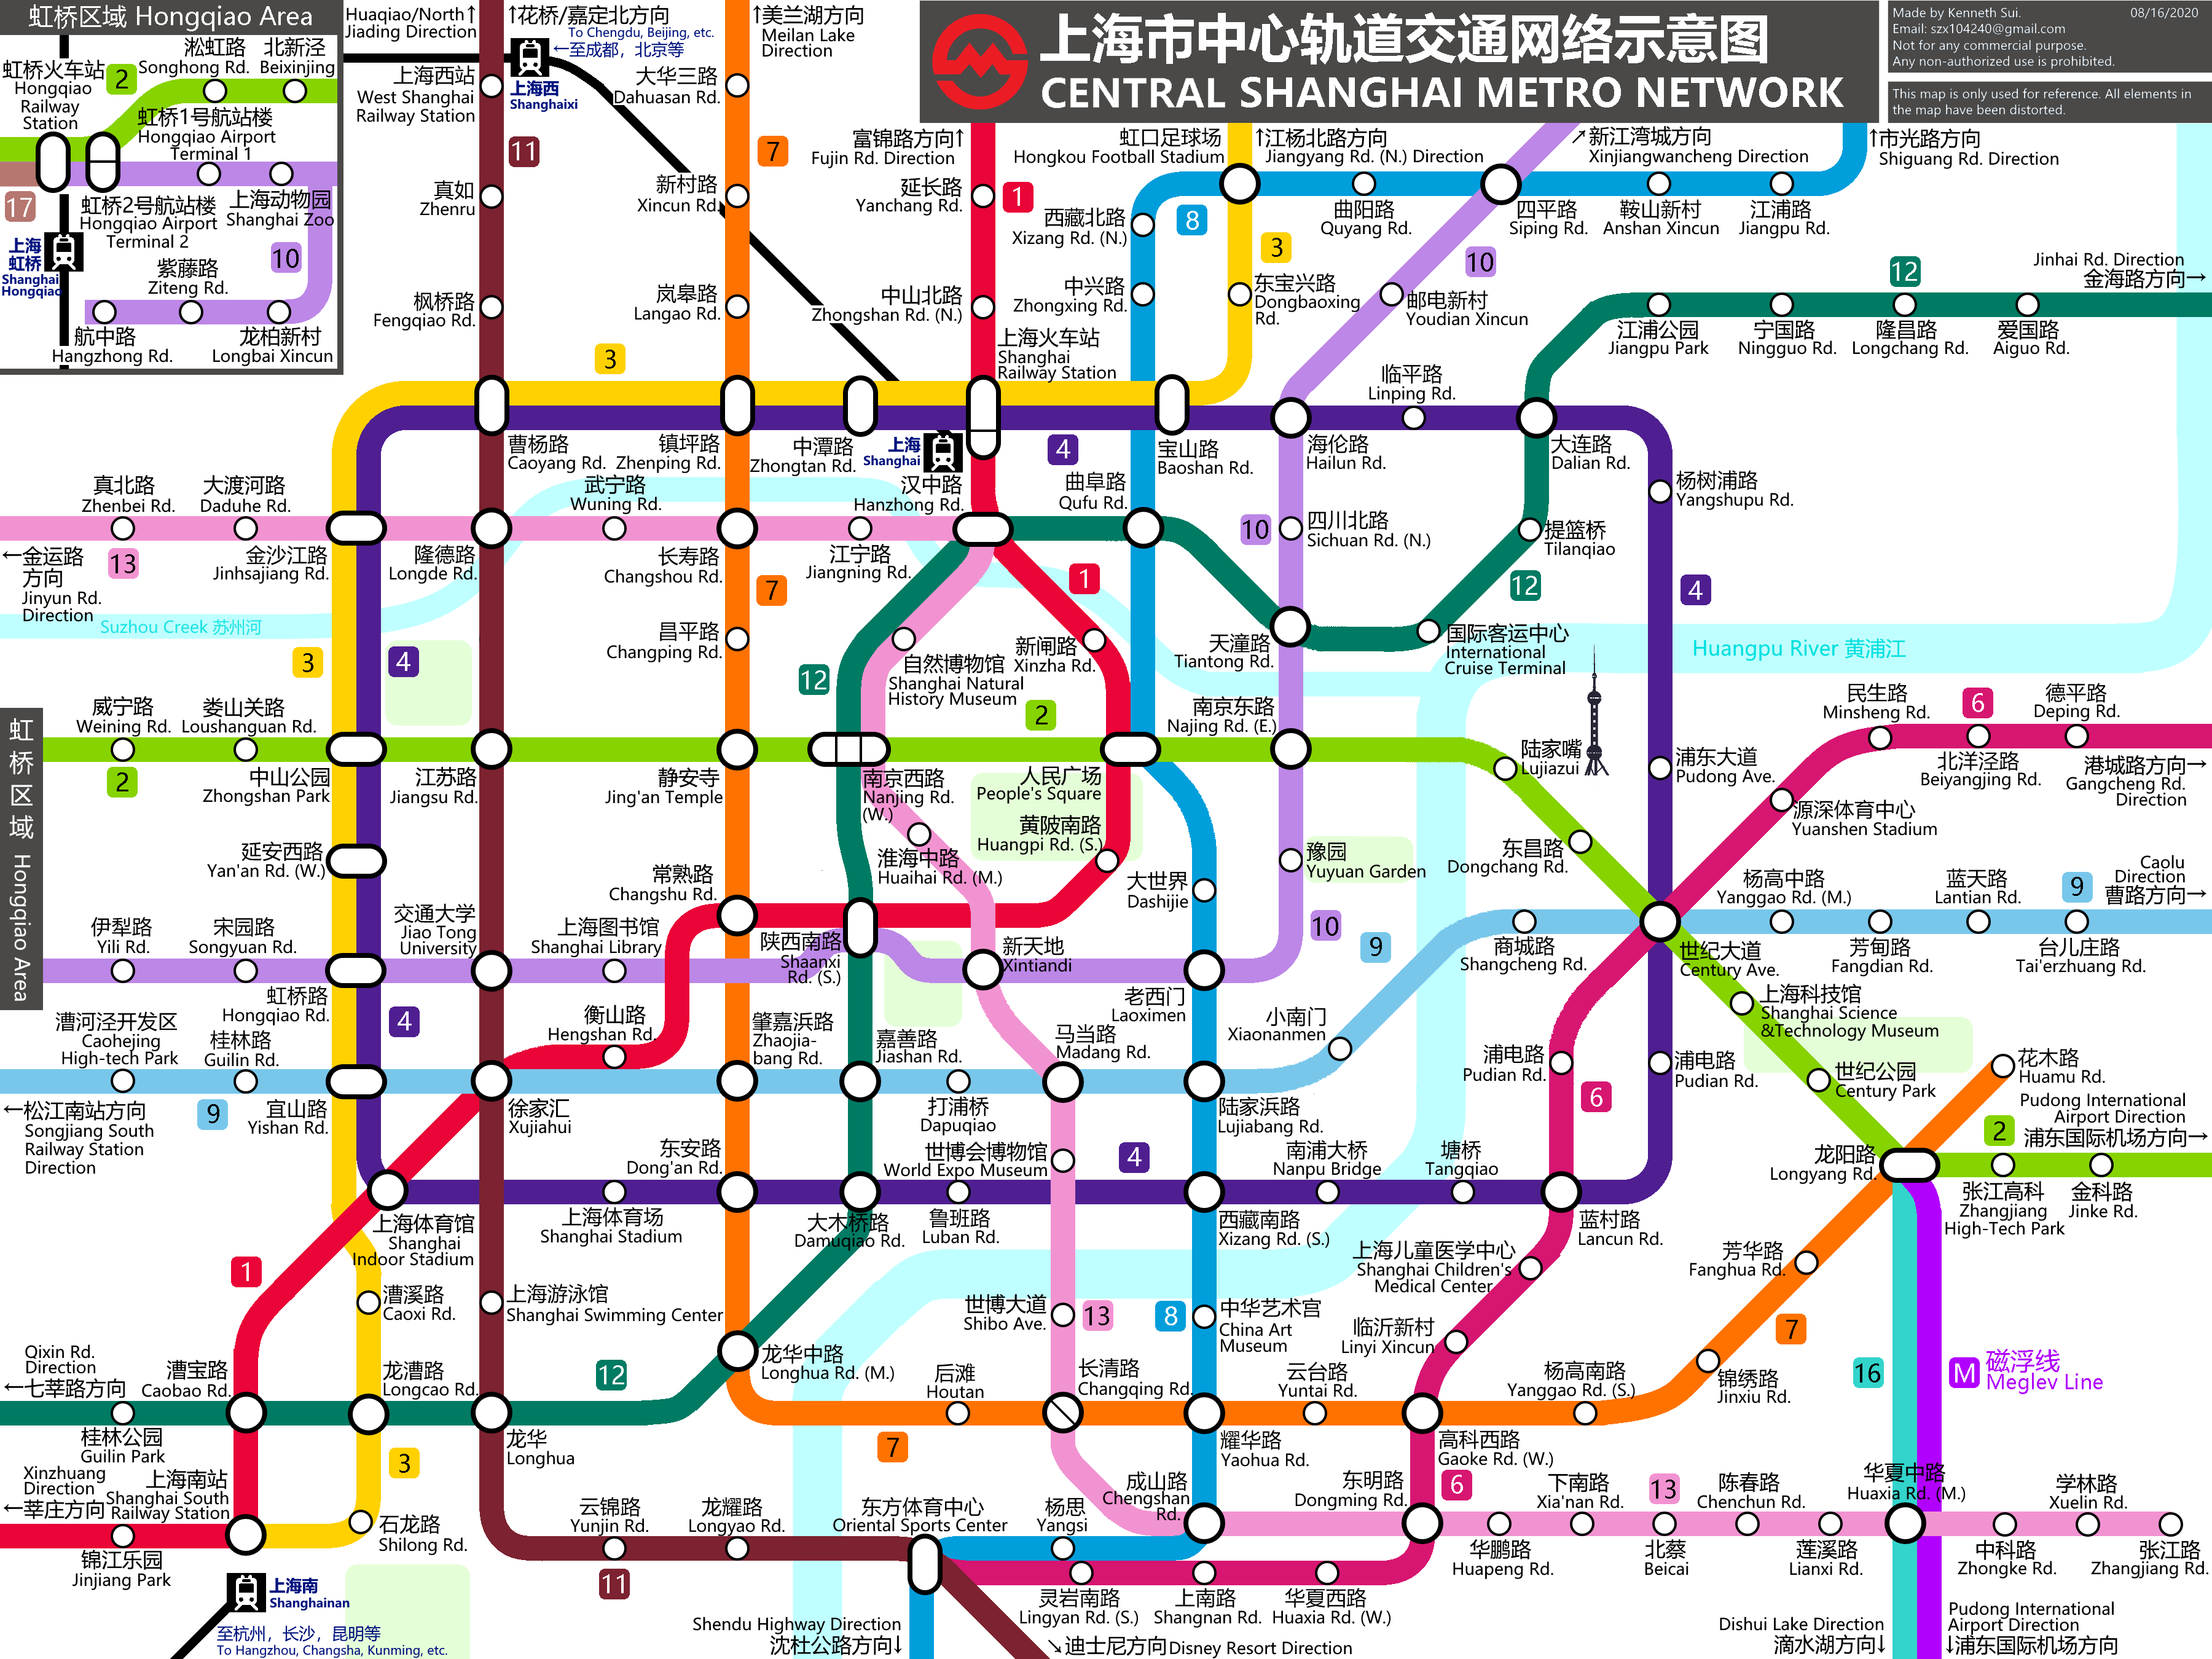 虹桥区域 Hongqiao Area
虹桥火车站
Hongqiao
Railway
Station
2
淞虹路
Songhong Rd.
北新泾
Beixinjing
虹桥1号航站楼
Hongqiao Airport
Terminal 1
17
虹桥2号航站楼
Hongqiao Airport
Terminal 2
上海动物园
Shanghai Zoo
上海
虹桥
Shanghai
Hongqiao
10
紫藤路
Ziteng Rd.
航中路
Hangzhong Rd.
龙柏新村
Longbai Xincun
Huaqiao/North↑
Jiading Direction
↑花桥/嘉定北方向
To Chengdu, Beijing, etc.
←至成都，北京等
上海西
Shanghaixi
↑美兰湖方向
Meilan Lake
Direction
上海市中心轨道交通网络示意图
CENTRAL SHANGHAI METRO NETWORK
Made by Kenneth Sui.
08/16/2020
Email: szx104240@gmail.com
Not for any commercial purpose.
Any non-authorized use is prohibited.
This map is only used for reference. All elements in
the map have been distorted.
上海西站
West Shanghai
Railway Station
大华三路
Dahuasan Rd.
11
7
富锦路方向↑
Fujin Rd. Direction
虹口足球场
Hongkou Football Stadium
↑江杨北路方向
Jiangyang Rd. (N.) Direction
↗新江湾城方向
Xinjiangwancheng Direction
↑市光路方向
Shiguang Rd. Direction
真如
Zhenru
新村路
Xincun Rd.
延长路
Yanchang Rd.
1
西藏北路
Xizang Rd. (N.)
8
3
曲阳路
Quyang Rd.
四平路
Siping Rd.
鞍山新村
Anshan Xincun
江浦路
Jiangpu Rd.
10
12
Jinhai Rd. Direction
金海路方向→
枫桥路
Fengqiao Rd.
岚皋路
Langao Rd.
中山北路
Zhongshan Rd. (N.)
中兴路
Zhongxing Rd.
东宝兴路
Dongbaoxing
Rd.
邮电新村
Youdian Xincun
江浦公园
Jiangpu Park
宁国路
Ningguo Rd.
隆昌路
Longchang Rd.
爱国路
Aiguo Rd.
3
上海火车站
Shanghai
Railway Station
临平路
Linping Rd.
曹杨路
Caoyang Rd.
镇坪路
Zhenping Rd.
中潭路
Zhongtan Rd.
上海
Shanghai
4
宝山路
Baoshan Rd.
海伦路
Hailun Rd.
大连路
Dalian Rd.
杨树浦路
Yangshupu Rd.
真北路
Zhenbei Rd.
大渡河路
Daduhe Rd.
武宁路
Wuning Rd.
汉中路
Hanzhong Rd.
曲阜路
Qufu Rd.
←金运路
方向
Jinyun Rd.
Direction
13
金沙江路
Jinhsajiang Rd.
隆德路
Longde Rd.
长寿路
Changshou Rd.
江宁路
Jiangning Rd.
10
四川北路
Sichuan Rd. (N.)
提篮桥
Tilanqiao
7
1
12
4
Suzhou Creek 苏州河
3
4
昌平路
Changping Rd.
12
自然博物馆
Shanghai Natural
History Museum
新闸路
Xinzha Rd.
天潼路
Tiantong Rd.
国际客运中心
International
Cruise Terminal
Huangpu River 黄浦江
威宁路
Weining Rd.
娄山关路
Loushanguan Rd.
2
南京东路
Najing Rd. (E.)
民生路
Minsheng Rd.
6
德平路
Deping Rd.
虹桥区域 Hongqiao Area
2
中山公园
Zhongshan Park
江苏路
Jiangsu Rd.
静安寺
Jing'an Temple
南京西路
Nanjing Rd.
(W.)
人民广场
People's Square
陆家嘴
Lujiazui
浦东大道
Pudong Ave.
北洋泾路
Beiyangjing Rd.
港城路方向→
Gangcheng Rd.
Direction
源深体育中心
Yuanshen Stadium
延安西路
Yan'an Rd. (W.)
淮海中路
Huaihai Rd. (M.)
黄陂南路
Huangpi Rd. (S.)
豫园
Yuyuan Garden
东昌路
Dongchang Rd.
常熟路
Changshu Rd.
大世界
Dashijie
杨高中路
Yanggao Rd. (M.)
蓝天路
Lantian Rd.
9
Caolu
Direction
曹路方向→
伊犁路
Yili Rd.
宋园路
Songyuan Rd.
交通大学
Jiao Tong
University
上海图书馆
Shanghai Library
陕西南路
Shaanxi
Rd. (S.)
新天地
Xintiandi
10
9
商城路
Shangcheng Rd.
世纪大道
Century Ave.
芳甸路
Fangdian Rd.
台儿庄路
Tai'erzhuang Rd.
虹桥路
Hongqiao Rd.
4
老西门
Laoximen
上海科技馆
Shanghai Science
&Technology Museum
漕河泾开发区
Caohejing
High-tech Park
桂林路
Guilin Rd.
衡山路
Hengshan Rd.
肇嘉浜路
Zhaojia-
bang Rd.
嘉善路
Jiashan Rd.
马当路
Madang Rd.
小南门
Xiaonanmen
浦电路
Pudian Rd.
浦电路
Pudian Rd.
世纪公园
Century Park
花木路
Huamu Rd.
←松江南站方向
Songjiang South
Railway Station
Direction
9
宜山路
Yishan Rd.
徐家汇
Xujiahui
打浦桥
Dapuqiao
陆家浜路
Lujiabang Rd.
6
Pudong International
Airport Direction
2
浦东国际机场方向→
东安路
Dong'an Rd.
世博会博物馆
World Expo Museum
4
南浦大桥
Nanpu Bridge
塘桥
Tangqiao
龙阳路
Longyang Rd.
张江高科
Zhangjiang
High-Tech Park
金科路
Jinke Rd.
上海体育馆
Shanghai
Indoor Stadium
上海体育场
Shanghai Stadium
大木桥路
Damuqiao Rd.
鲁班路
Luban Rd.
西藏南路
Xizang Rd. (S.)
蓝村路
Lancun Rd.
1
漕溪路
Caoxi Rd.
上海游泳馆
Shanghai Swimming Center
世博大道
Shibo Ave.
13
8
中华艺术宫
China Art
Museum
上海儿童医学中心
Shanghai Children's
Medical Center
芳华路
Fanghua Rd.
临沂新村
Linyi Xincun
7
Qixin Rd.
Direction
←七莘路方向
漕宝路
Caobao Rd.
龙漕路
Longcao Rd.
12
龙华中路
Longhua Rd. (M.)
后滩
Houtan
长清路
Changqing Rd.
云台路
Yuntai Rd.
杨高南路
Yanggao Rd. (S.)
锦绣路
Jinxiu Rd.
16
M
磁浮线
Meglev Line
桂林公园
Guilin Park
3
龙华
Longhua
7
耀华路
Yaohua Rd.
高科西路
Gaoke Rd. (W.)
Xinzhuang
Direction
←莘庄方向
上海南站
Shanghai South
Railway Station
成山路
Chengshan
Rd.
东明路
Dongming Rd.
6
下南路
Xia'nan Rd.
13
陈春路
Chenchun Rd.
华夏中路
Huaxia Rd. (M.)
学林路
Xuelin Rd.
石龙路
Shilong Rd.
云锦路
Yunjin Rd.
龙耀路
Longyao Rd.
东方体育中心
Oriental Sports Center
杨思
Yangsi
锦江乐园
Jinjiang Park
华鹏路
Huapeng Rd.
北蔡
Beicai
莲溪路
Lianxi Rd.
中科路
Zhongke Rd.
张江路
Zhangjiang Rd.
上海南
Shanghainan
11
灵岩南路
Lingyan Rd. (S.)
上南路
Shangnan Rd.
华夏西路
Huaxia Rd. (W.)
至杭州，长沙，昆明等
To Hangzhou, Changsha, Kunming, etc.
Shendu Highway Direction
沈杜公路方向↓
↘迪士尼方向Disney Resort Direction
Dishui Lake Direction
滴水湖方向↓
Pudong International
Airport Direction
↓浦东国际机场方向